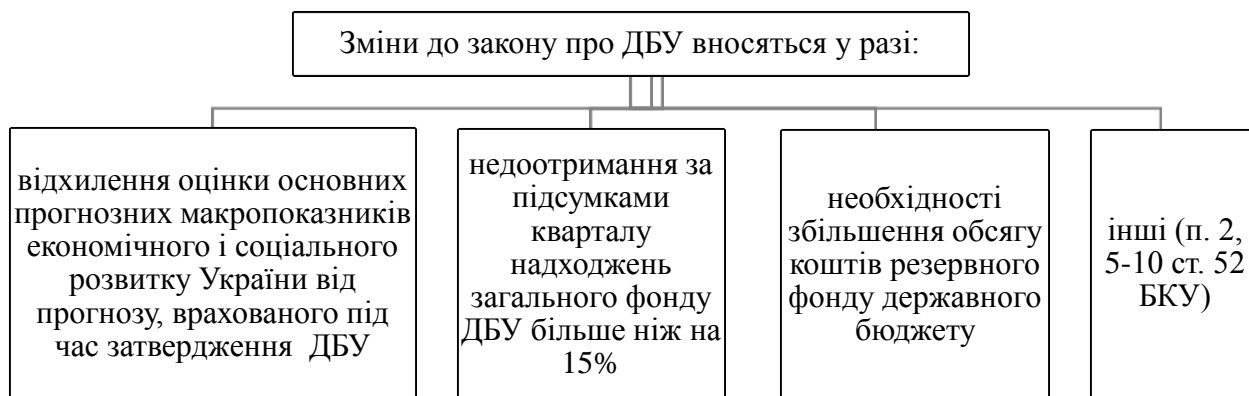 Зміни до закону про ДБУ вносяться у разі:
відхилення оцінки основних
прогнозних макропоказників
економічного і соціального
розвитку України від
прогнозу, врахованого під
час затвердження ДБУ
недоотримання за
підсумками
кварталу
надходжень
загального фонду
ДБУ більше ніж на
15%
необхідності
збільшення обсягу
коштів резервного
фонду державного
бюджету
інші (п. 2,
5-10 ст. 52
БКУ)